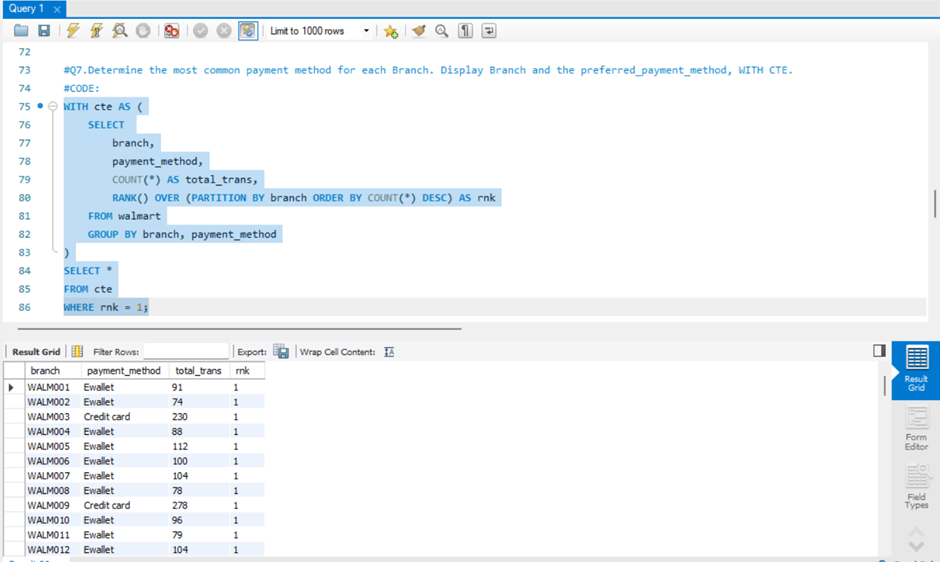 Query 1
Limit to 1000 rows
72
73 #Q7.Determine the most common payment method for each Branch. Display Branch and the preferred_payment_method, WITH CTE.
74 #CODE:
75 WITH cte AS (
76 SELECT
77 branch,
78 payment_method,
79 COUNT(*) AS total_trans,
80 RANK() OVER (PARTITION BY branch ORDER BY COUNT(*) DESC) AS rnk
81 FROM walmart
82 GROUP BY branch, payment_method
83 )
84 SELECT *
85 FROM cte
86 WHERE rnk = 1;
Result Grid Filter Rows: Export: Wrap Cell Content:
branch payment_method total_trans rnk
WALM001 Ewallet 91 1
WALM002 Ewallet 74 1
WALM003 Credit card 230 1
WALM004 Ewallet 88 1
WALM005 Ewallet 112 1
WALM006 Ewallet 100 1
WALM007 Ewallet 104 1
WALM008 Ewallet 78 1
WALM009 Credit card 278 1
WALM010 Ewallet 96 1
WALM011 Ewallet 79 1
WALM012 Ewallet 104 1
Result
Grid
Form
Editor
Field
Types